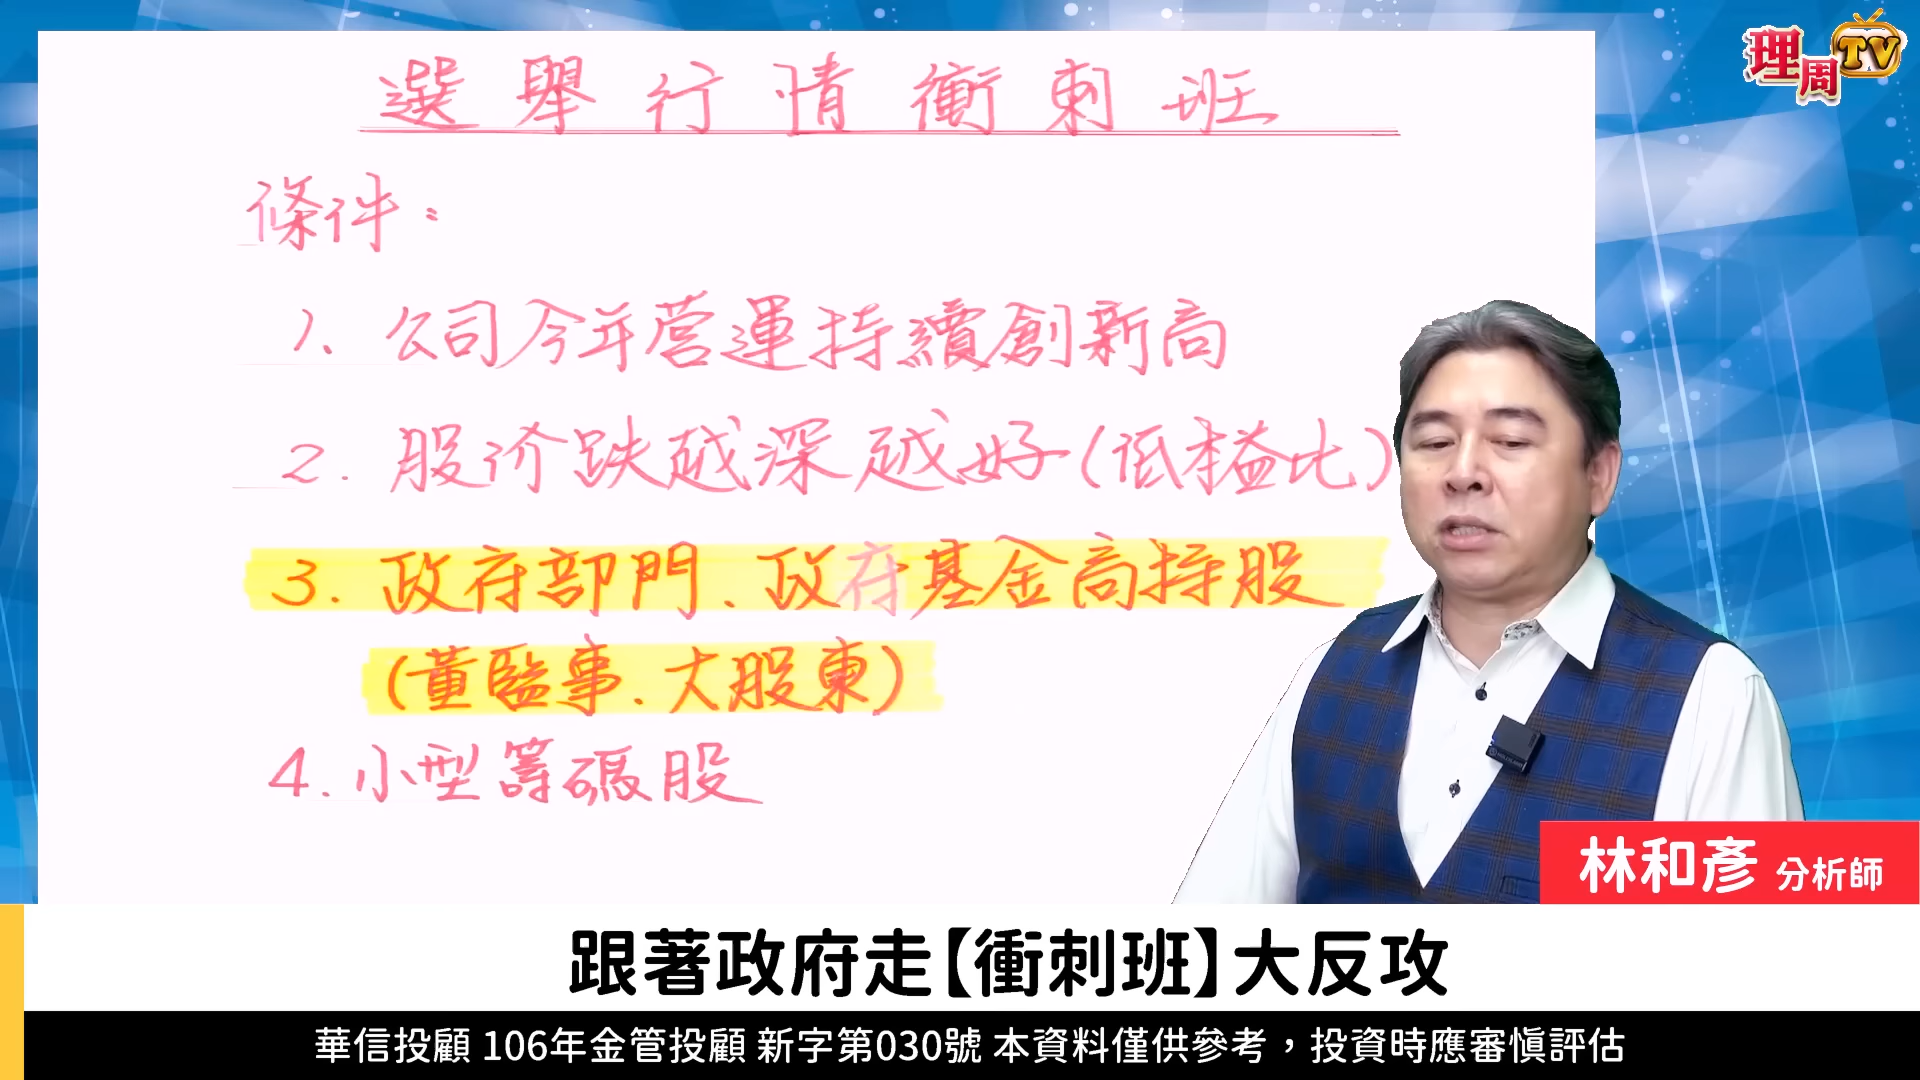 選舉行情衝刺班
理周TV
條件：
1、公司今年營運持續創新高
2. 股价跌越深越好(低本益比)
3. 政府部門、政府基金高持股
(董監事、大股東)
4. 小型籌碼股
林和彥 分析師
跟著政府走【衝刺班】大反攻
華信投顧 106年金管投顧 新字第030號 本資料僅供參考，投資時應審慎評估